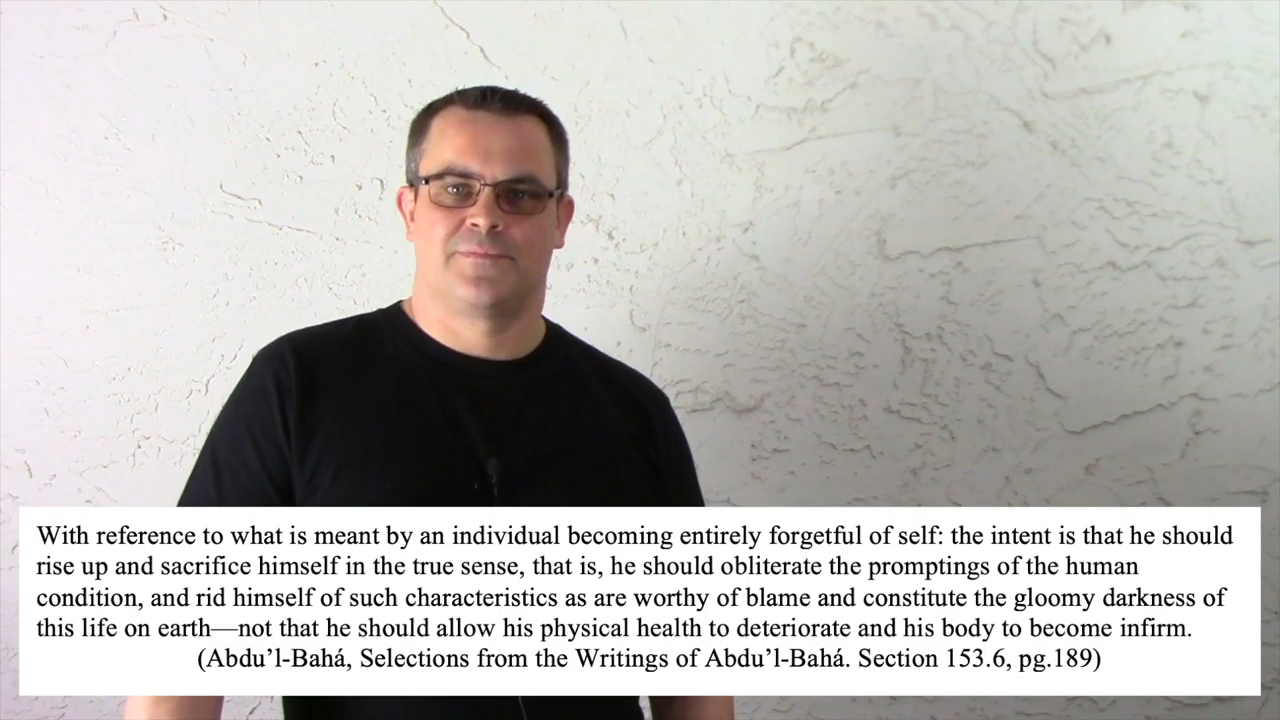 With reference to what is meant by an individual becoming entirely forgetful of self: the intent is that he should
rise up and sacrifice himself in the true sense, that is, he should obliterate the promptings of the human
condition, and rid himself of such characteristics as are worthy of blame and constitute the gloomy darkness of
this life on earth—not that he should allow his physical health to deteriorate and his body to become infirm.
(Abdu’l-Bahá, Selections from the Writings of Abdu’l-Bahá. Section 153.6, pg.189)